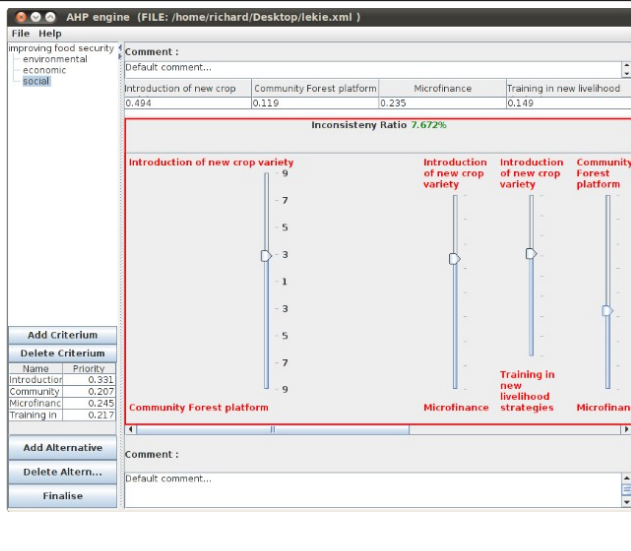 AHP engine (FILE: /home/richard/Desktop/lekie.xml )
File Help
improving food security
environmental
economic
social
Comment :
Default comment...
Introduction of new crop Community Forest platform Microfinance Training in new livelihood
0.494 0.119 0.235 0.149
Inconsisteny Ratio 7.672%
Introduction of new crop variety
9
7
5
3
1
3
5
7
9
Community Forest platform
Introduction
of new crop
variety
Microfinance
Introduction
of new crop
variety
Training in
new
livelihood
strategies
Community
Forest
platform
Microfinan
Add Criterium
Delete Criterium
Name Priority
Introduction 0.331
Community 0.207
Microfinanc 0.245
Training in 0.217
Add Alternative
Delete Altern...
Finalise
Comment :
Default comment...